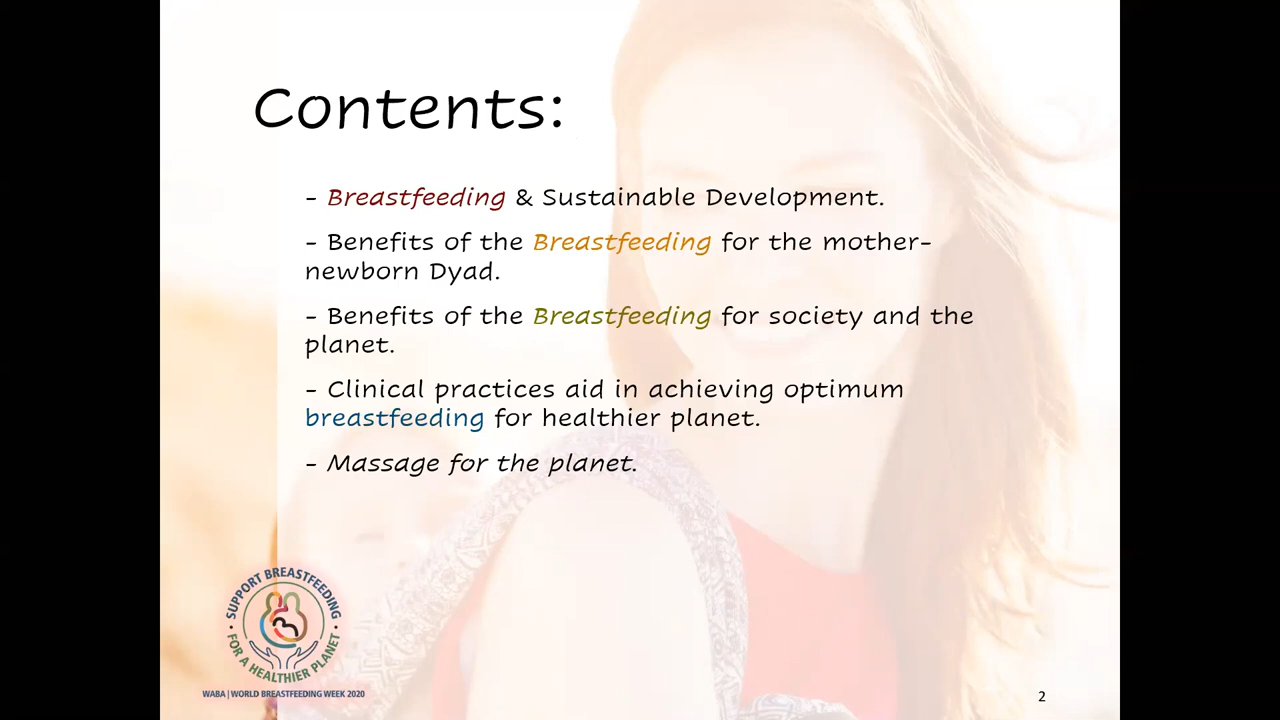 Contents:
- Breastfeeding & Sustainable Development.
- Benefits of the Breastfeeding for the mother-
newborn Dyad.
- Benefits of the Breastfeeding for society and the
planet.
- Clinical practices aid in achieving optimum
breastfeeding for healthier planet.
- Massage for the planet.
SUPPORT BREASTFEEDING
• FOR A HEALTHIER PLANET •
WABA | WORLD BREASTFEEDING WEEK 2020
2